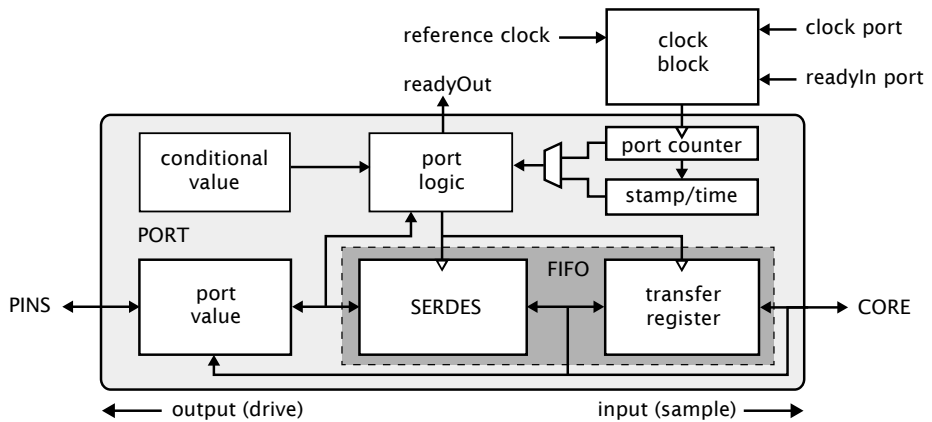 reference clock
clock
block
clock port
readyIn port
readyOut
conditional
value
port
logic
port counter
stamp/time
PORT
FIFO
PINS
port
value
SERDES
transfer
register
CORE
output (drive)
input (sample)